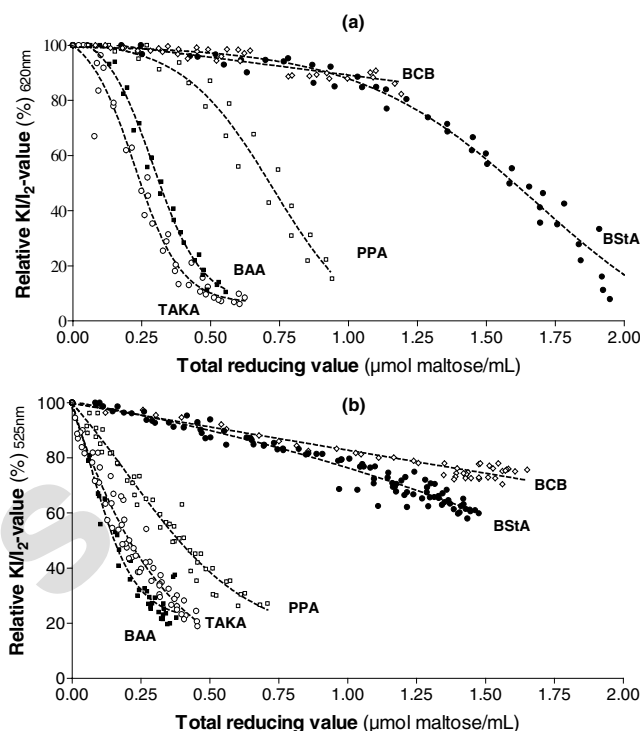 (a)
100
80
60
40
20
0
Relative KI/I₂-value (%) 620nm
BCB
BStA
PPA
BAA
TAKA
0.00 0.25 0.50 0.75 1.00 1.25 1.50 1.75 2.00
Total reducing value (µmol maltose/mL)
(b)
100
80
60
40
20
0
Relative KI/I₂-value (%) 525nm
BCB
BStA
PPA
TAKA
BAA
0.00 0.25 0.50 0.75 1.00 1.25 1.50 1.75 2.00
Total reducing value (µmol maltose/mL)
s